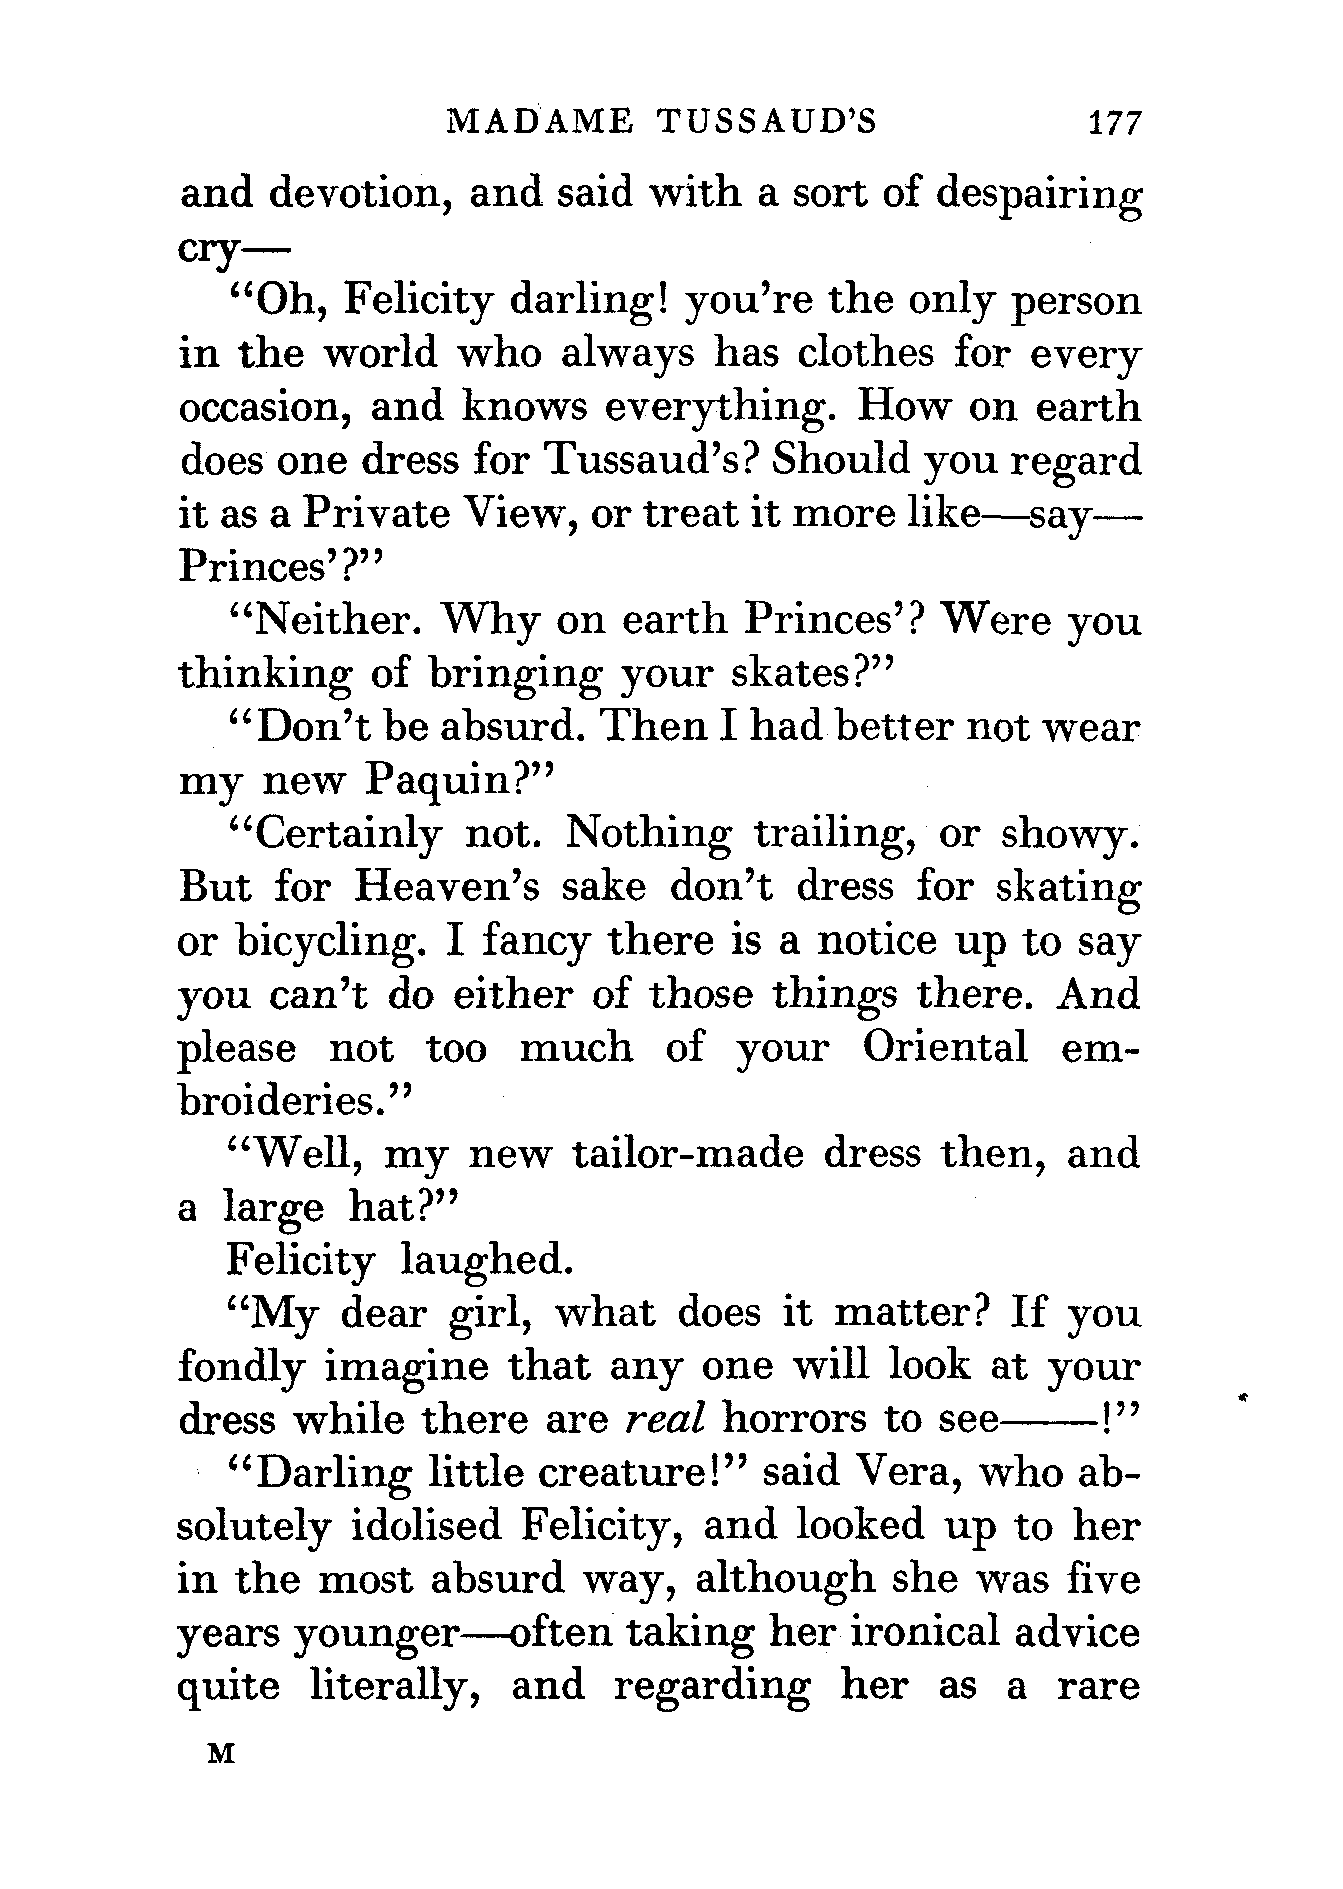 MADAME TUSSAUD'S 177
and devotion, and said with a sort of despairing
cry—
“Oh, Felicity darling! you're the only person
in the world who always has clothes for every
occasion, and knows everything. How on earth
does one dress for Tussaud's? Should you regard
it as a Private View, or treat it more like—say—
Princes'?”
“Neither. Why on earth Princes'? Were you
thinking of bringing your skates?”
“Don't be absurd. Then I had better not wear
my new Paquin?”
“Certainly not. Nothing trailing, or showy.
But for Heaven's sake don't dress for skating
or bicycling. I fancy there is a notice up to say
you can't do either of those things there. And
please not too much of your Oriental em-
broideries.”
“Well, my new tailor-made dress then, and
a large hat?”
Felicity laughed.
“My dear girl, what does it matter? If you
fondly imagine that any one will look at your
dress while there are real horrors to see——!”
“Darling little creature!” said Vera, who ab-
solutely idolised Felicity, and looked up to her
in the most absurd way, although she was five
years younger—often taking her ironical advice
quite literally, and regarding her as a rare
M